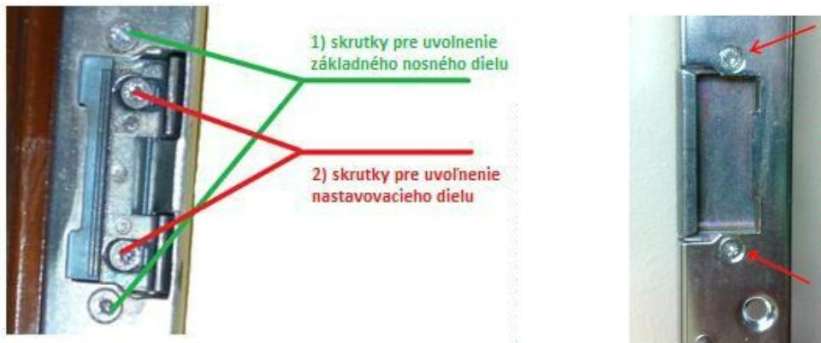 1) skrutky pre uvolnenie
základného nosného dielu
2) skrutky pre uvoľnenie
nastavovacieho dielu